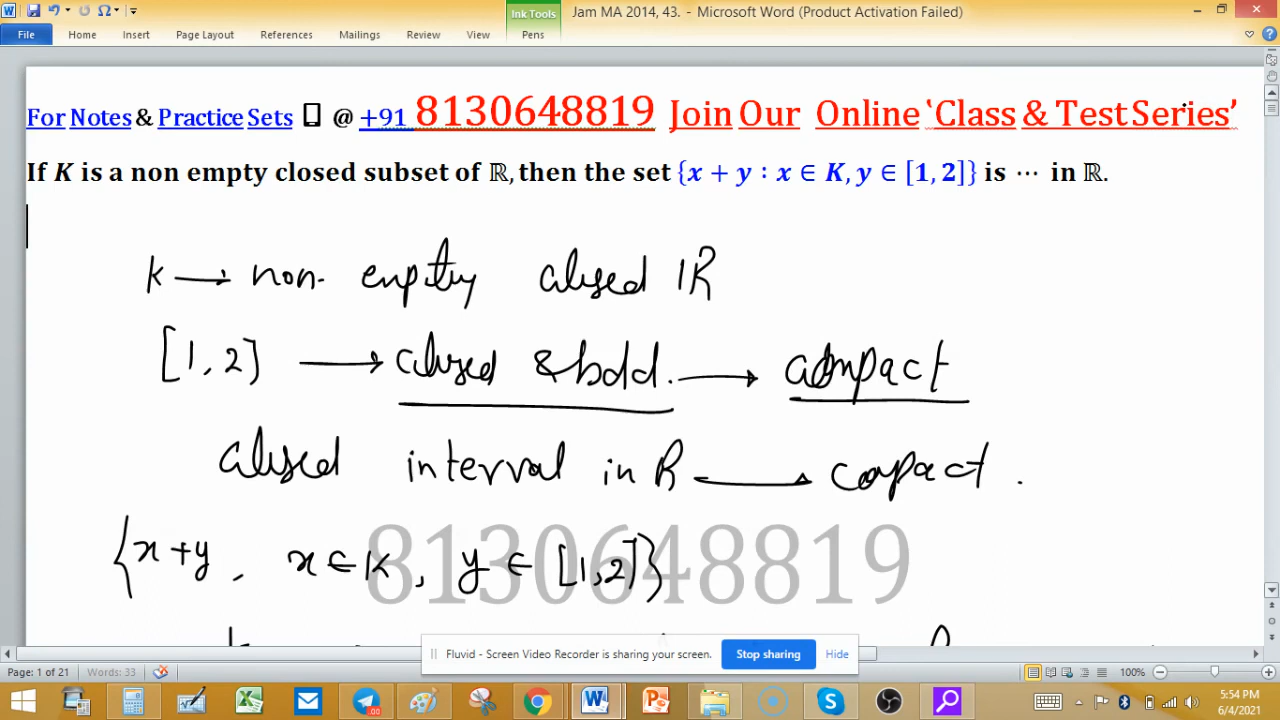 Jam MA 2014, 43. - Microsoft Word (Product Activation Failed)
Ink Tools
File Home Insert Page Layout References Mailings Review View Pens
For Notes & Practice Sets @ +91 8130648819 Join Our Online 'Class & Test Series'
If K is a non empty closed subset of ℝ, then the set {x + y : x ∈ K, y ∈ [1, 2]} is ⋯ in ℝ.
K → non-empty closed IR
[1, 2] → closed & bdd. → compact
closed interval in R → compact.
{x+y, x ∈ K, y ∈ [1,2]}
8130648819
Fluvid - Screen Video Recorder is sharing your screen. Stop sharing Hide
Page: 1 of 21 Words: 33 100%
5:54 PM
6/4/2021